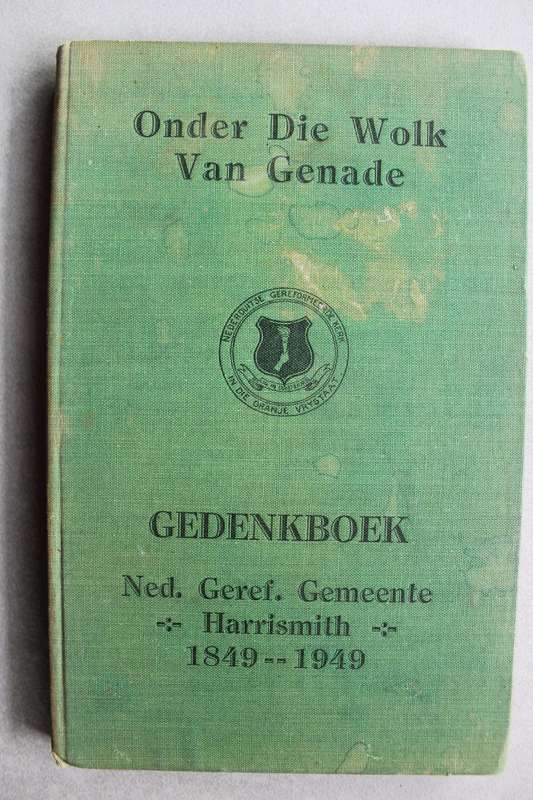 Onder Die Wolk
Van Genade
NEDERDUITSE GEREFORMEERDE KERK
IN DIE ORANJE VRYSTAAT
GEDENKBOEK
Ned. Geref. Gemeente
-:- Harrismith -:-
1849 -- 1949